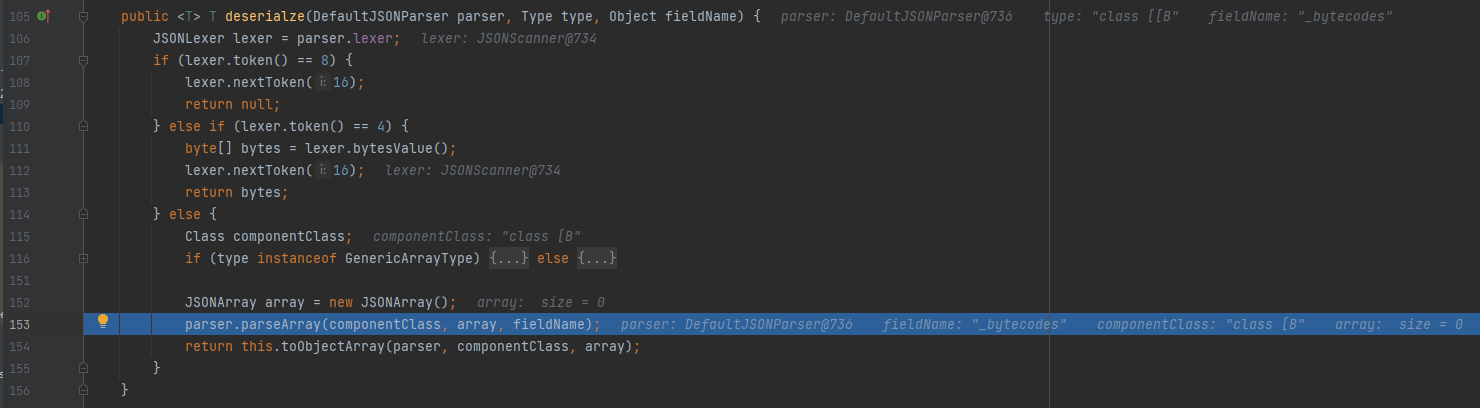 105 public <T> T deserialze(DefaultJSONParser parser, Type type, Object fieldName) { parser: DefaultJSONParser@736 type: "class [[B" fieldName: "_bytecodes"
106 JSONLexer lexer = parser.lexer; lexer: JSONScanner@734
107 if (lexer.token() == 8) {
108 lexer.nextToken( i: 16);
109 return null;
110 } else if (lexer.token() == 4) {
111 byte[] bytes = lexer.bytesValue();
112 lexer.nextToken( i: 16); lexer: JSONScanner@734
113 return bytes;
114 } else {
115 Class componentClass; componentClass: "class [B"
116 if (type instanceof GenericArrayType) {...} else {...}
151
152 JSONArray array = new JSONArray(); array: size = 0
153 parser.parseArray(componentClass, array, fieldName); parser: DefaultJSONParser@736 fieldName: "_bytecodes" componentClass: "class [B" array: size = 0
154 return this.toObjectArray(parser, componentClass, array);
155 }
156 }